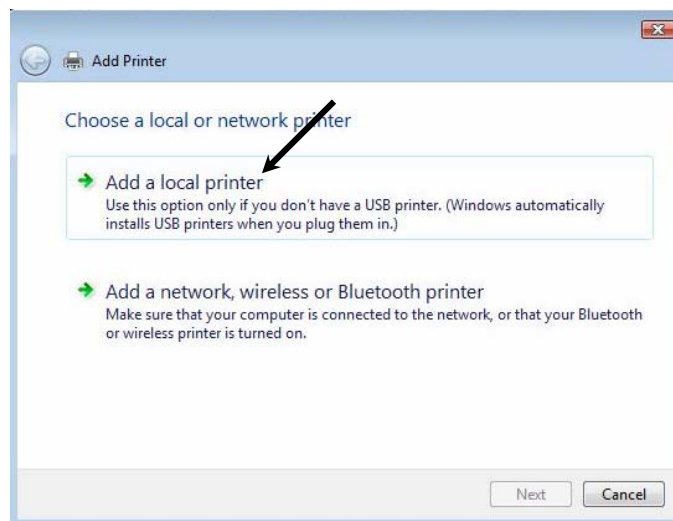 Add Printer
Choose a local or network printer
Add a local printer
Use this option only if you don't have a USB printer. (Windows automatically
installs USB printers when you plug them in.)
Add a network, wireless or Bluetooth printer
Make sure that your computer is connected to the network, or that your Bluetooth
or wireless printer is turned on.
Next
Cancel